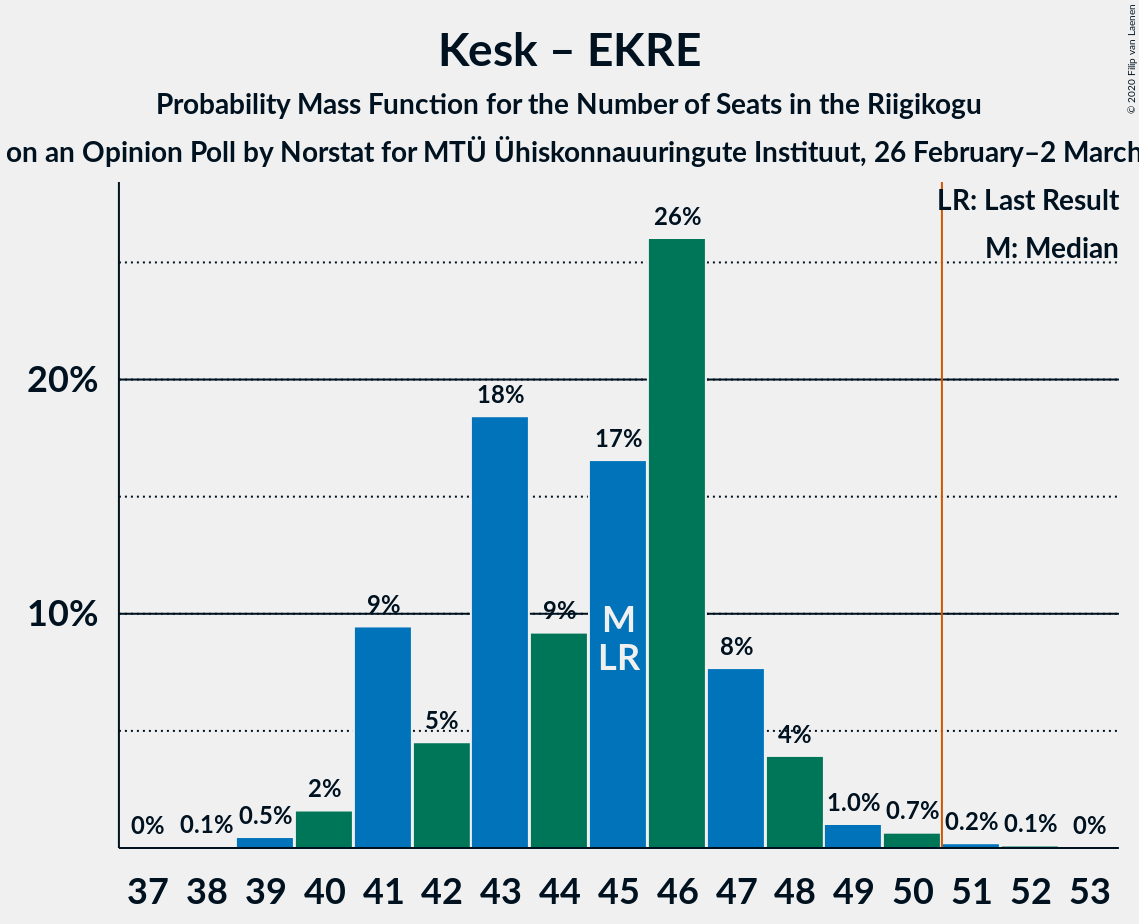 Kesk – EKRE
Probability Mass Function for the Number of Seats in the Riigikogu
on an Opinion Poll by Norstat for MTÜ Ühiskonnauuringute Instituut, 26 February–2 March
© 2020 Filip van Laenen
LR: Last Result
M: Median
26%
20%
18%
17%
10%
9%
9%
M
LR
8%
5%
4%
2%
0%
0.1%
0.5%
1.0%
0.7%
0.2%
0.1%
0%
37 38 39 40 41 42 43 44 45 46 47 48 49 50 51 52 53